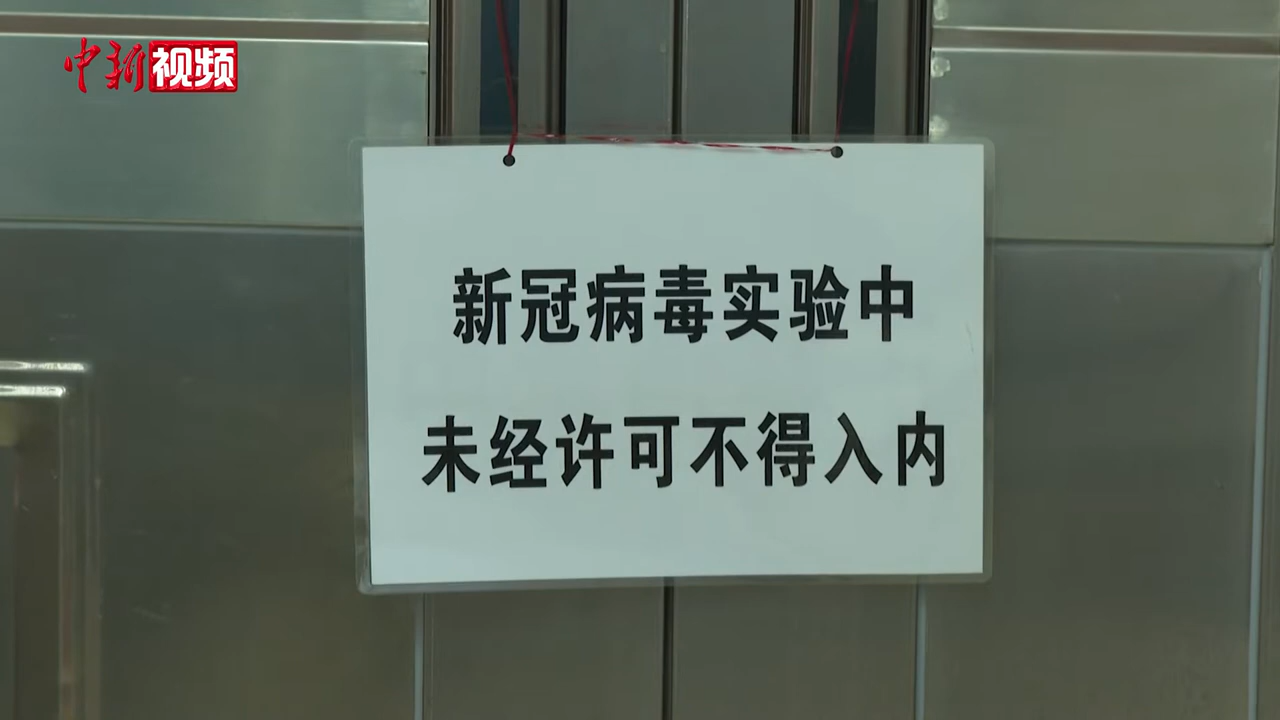 中新视频
新冠病毒实验中
未经许可不得入内